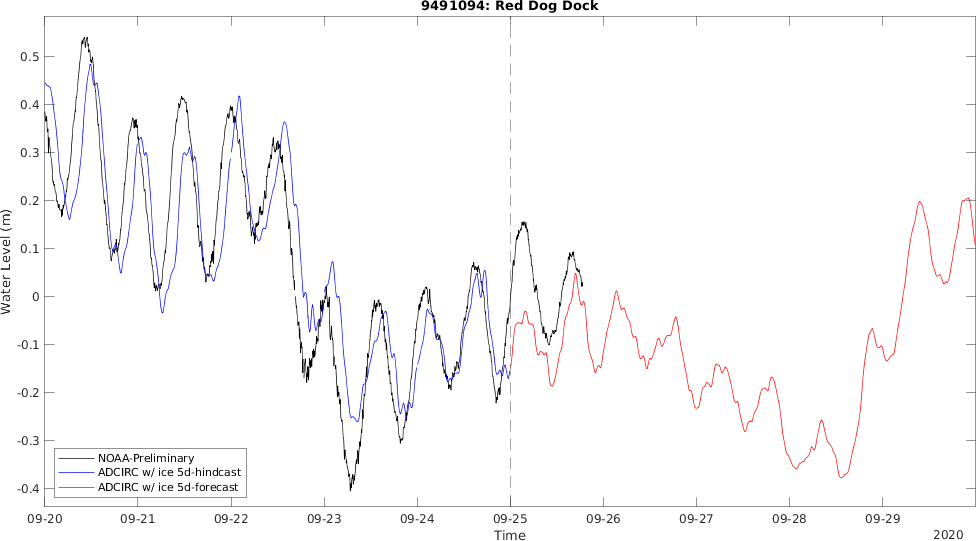 9491094: Red Dog Dock
Water Level (m)
0.5
0.4
0.3
0.2
0.1
0
-0.1
-0.2
-0.3
-0.4
NOAA-Preliminary
ADCIRC w/ ice 5d-hindcast
ADCIRC w/ ice 5d-forecast
09-20 09-21 09-22 09-23 09-24 09-25 09-26 09-27 09-28 09-29
Time
2020